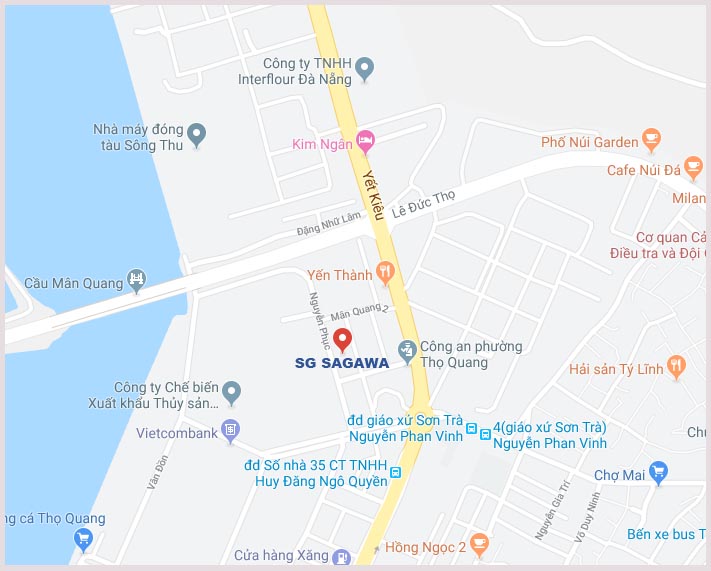 Công ty TNHH
Interflour Đà Nẵng
Nhà máy đóng
tàu Sông Thu
Kim Ngân
Phố Núi Garden
Cafe Núi Đá
Milan
Yết Kiêu
Lê Đức Thọ
Đặng Nhữ Lâm
Cơ quan Cả
Điều tra và Đội C
Cầu Mân Quang
Yến Thành
Nguyễn Phục
Mân Quang 2
SG SAGAWA
Công an phường
Thọ Quang
Hải sản Tý Lĩnh
Công ty Chế biến
Xuất khẩu Thủy sản...
Vietcombank
đd giáo xứ Sơn Trà
Nguyễn Phan Vinh
4(giáo xứ Sơn Trà)
Nguyễn Phan Vinh
Chu
Vân Đồn
đd Số nhà 35 CT TNHH
Huy Đăng Ngô Quyền
Chợ Mai
Nguyễn Gia Trí
Võ Duy Ninh
ng cá Thọ Quang
Bến xe bus T
Cửa hàng Xăng
Hồng Ngọc 2